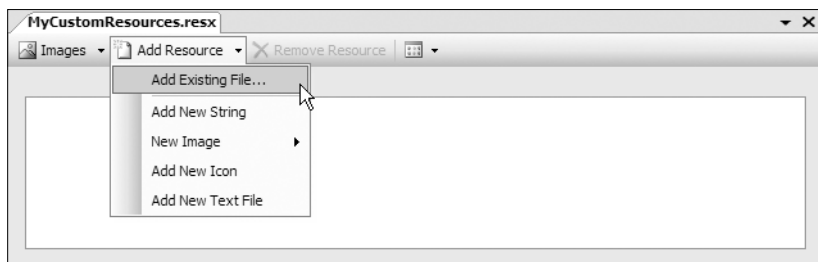 MyCustomResources.resx
Images Add Resource Remove Resource
Add Existing File...
Add New String
New Image
Add New Icon
Add New Text File